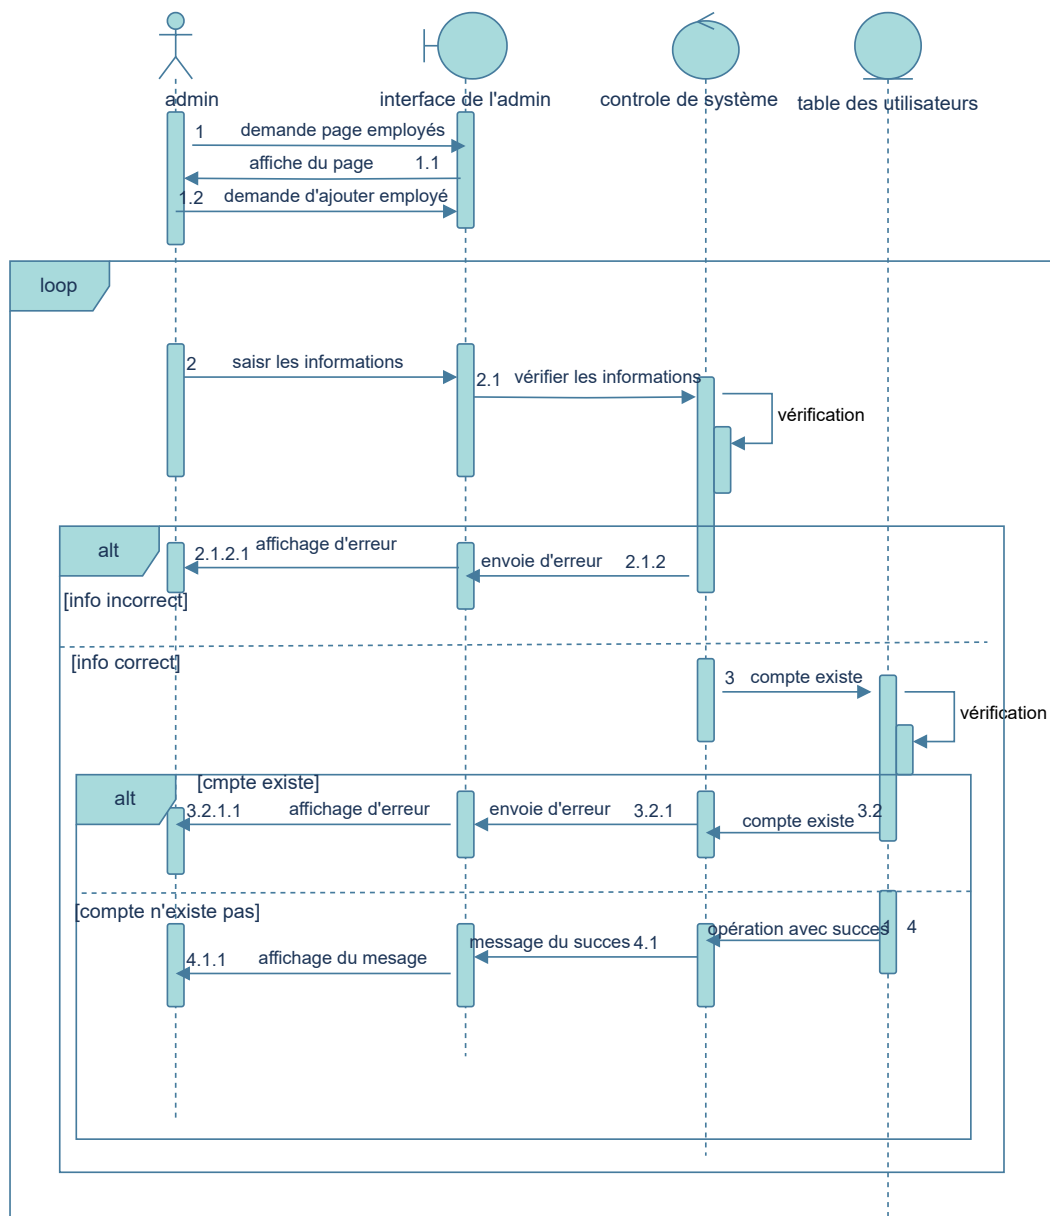 admin
interface de l'admin
controle de système
table des utilisateurs
1 demande page employés
affiche du page 1.1
1.2 demande d'ajouter employé
loop
2 saisr les informations
2.1 vérifier les informations
vérification
alt
2.1.2.1 affichage d'erreur
envoie d'erreur 2.1.2
[info incorrect]
[info correct]
3 compte existe
vérification
alt
[cmpte existe]
3.2.1.1 affichage d'erreur
envoie d'erreur 3.2.1
compte existe 3.2
[compte n'existe pas]
opération avec succes 1 4
message du succes 4.1
4.1.1 affichage du mesage